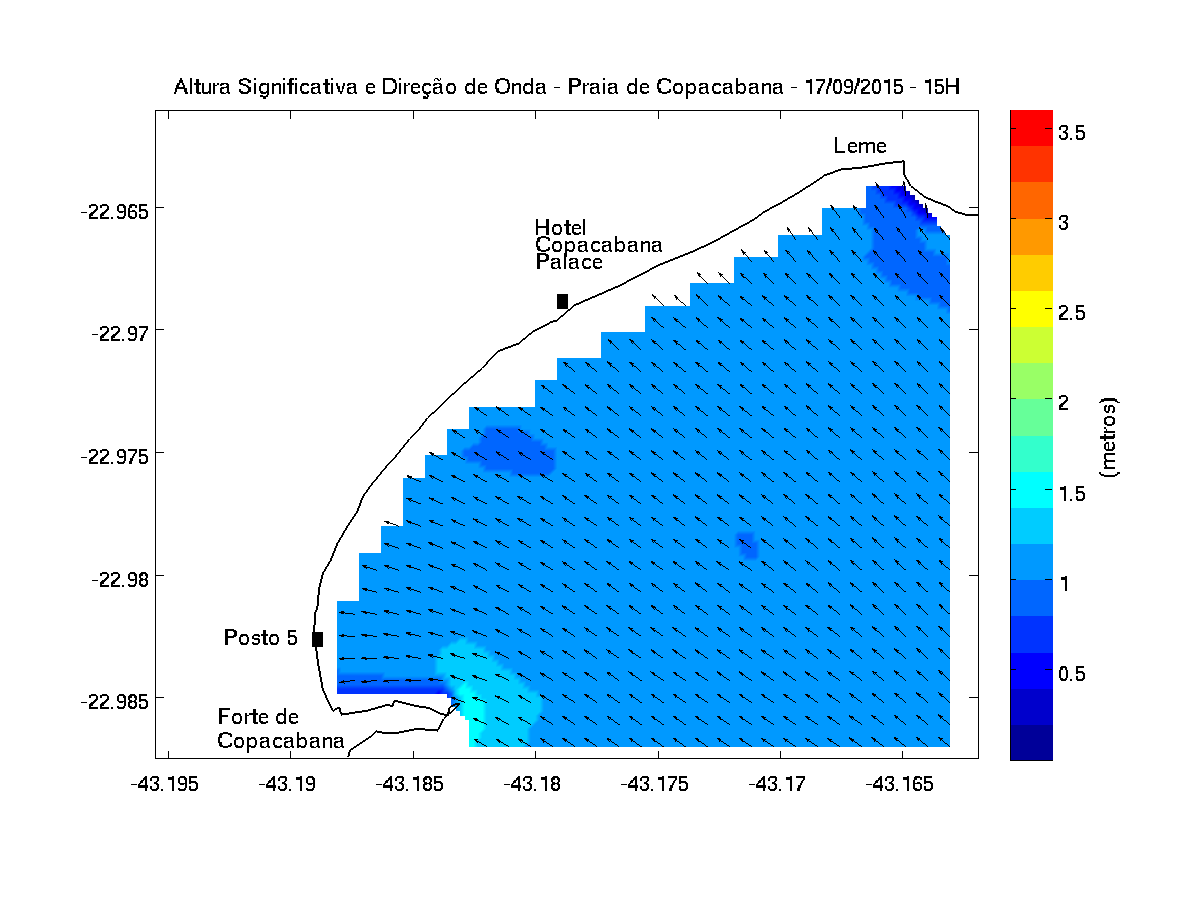 Altura Significativa e Direção de Onda - Praia de Copacabana - 17/09/2015 - 15H
Leme
Hotel
Copacabana
Palace
Posto 5
Forte de
Copacabana
-22.965
-22.97
-22.975
-22.98
-22.985
-43.195
-43.19
-43.185
-43.18
-43.175
-43.17
-43.165
3.5
3
2.5
2
1.5
1
0.5
(metros)